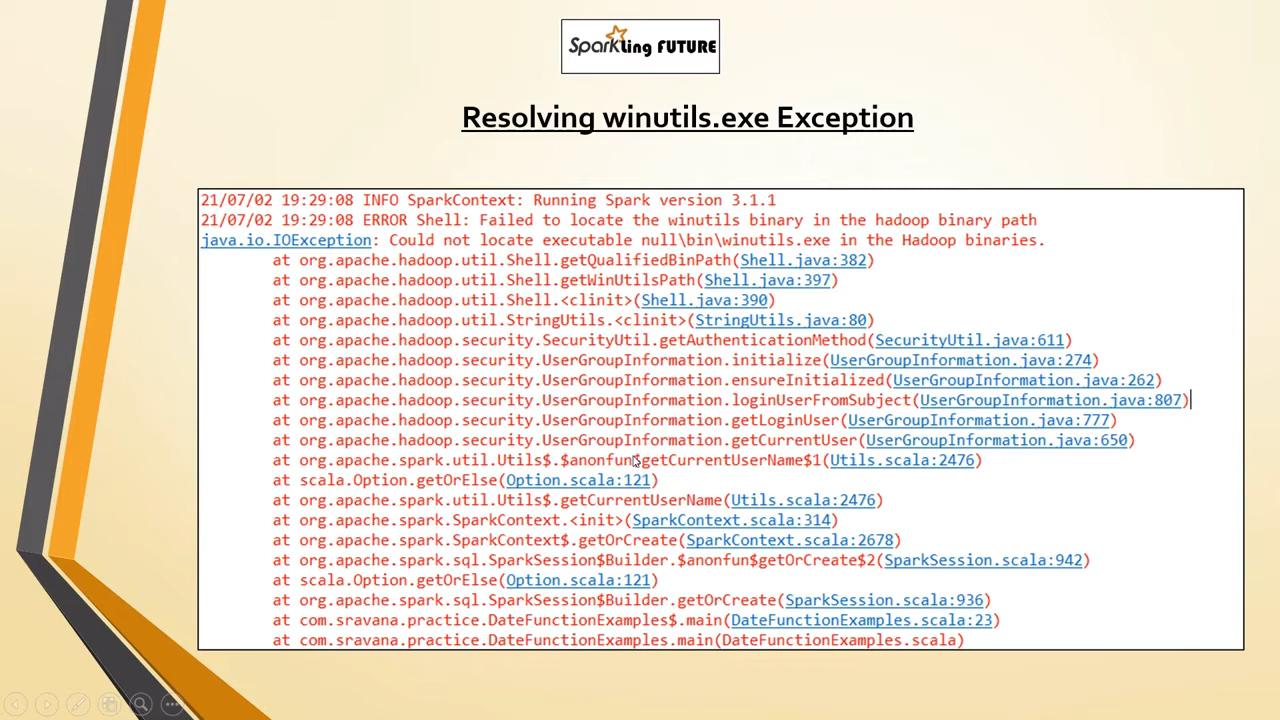 Sparkling FUTURE
Resolving winutils.exe Exception
21/07/02 19:29:08 INFO SparkContext: Running Spark version 3.1.1
21/07/02 19:29:08 ERROR Shell: Failed to locate the winutils binary in the hadoop binary path
java.io.IOException: Could not locate executable null\bin\winutils.exe in the Hadoop binaries.
at org.apache.hadoop.util.Shell.getQualifiedBinPath(Shell.java:382)
at org.apache.hadoop.util.Shell.getWinUtilsPath(Shell.java:397)
at org.apache.hadoop.util.Shell.<clinit>(Shell.java:390)
at org.apache.hadoop.util.StringUtils.<clinit>(StringUtils.java:80)
at org.apache.hadoop.security.SecurityUtil.getAuthenticationMethod(SecurityUtil.java:611)
at org.apache.hadoop.security.UserGroupInformation.initialize(UserGroupInformation.java:274)
at org.apache.hadoop.security.UserGroupInformation.ensureInitialized(UserGroupInformation.java:262)
at org.apache.hadoop.security.UserGroupInformation.loginUserFromSubject(UserGroupInformation.java:807)
at org.apache.hadoop.security.UserGroupInformation.getLoginUser(UserGroupInformation.java:777)
at org.apache.hadoop.security.UserGroupInformation.getCurrentUser(UserGroupInformation.java:650)
at org.apache.spark.util.Utils$.$anonfun$getCurrentUserName$1(Utils.scala:2476)
at scala.Option.getOrElse(Option.scala:121)
at org.apache.spark.util.Utils$.getCurrentUserName(Utils.scala:2476)
at org.apache.spark.SparkContext.<init>(SparkContext.scala:314)
at org.apache.spark.SparkContext$.getOrCreate(SparkContext.scala:2678)
at org.apache.spark.sql.SparkSession$Builder.$anonfun$getOrCreate$2(SparkSession.scala:942)
at scala.Option.getOrElse(Option.scala:121)
at org.apache.spark.sql.SparkSession$Builder.getOrCreate(SparkSession.scala:936)
at com.sravana.practice.DateFunctionExamples$.main(DateFunctionExamples.scala:23)
at com.sravana.practice.DateFunctionExamples.main(DateFunctionExamples.scala)